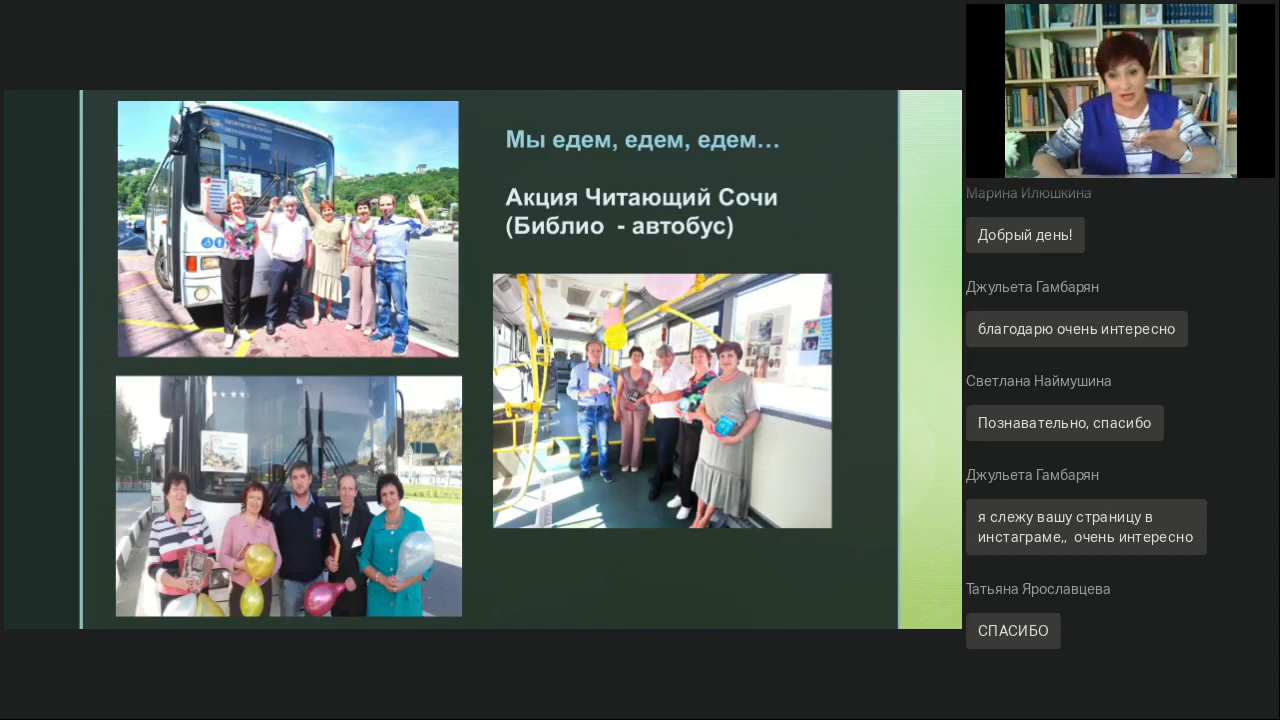 Мы едем, едем, едем...
Акция Читающий Сочи
(Библио - автобус)
Марина Илюшкина
Добрый день!
Джульета Гамбарян
благодарю очень интересно
Светлана Наймушина
Познавательно, спасибо
Джульета Гамбарян
я слежу вашу страницу в
инстаграме,, очень интересно
Татьяна Ярославцева
СПАСИБО